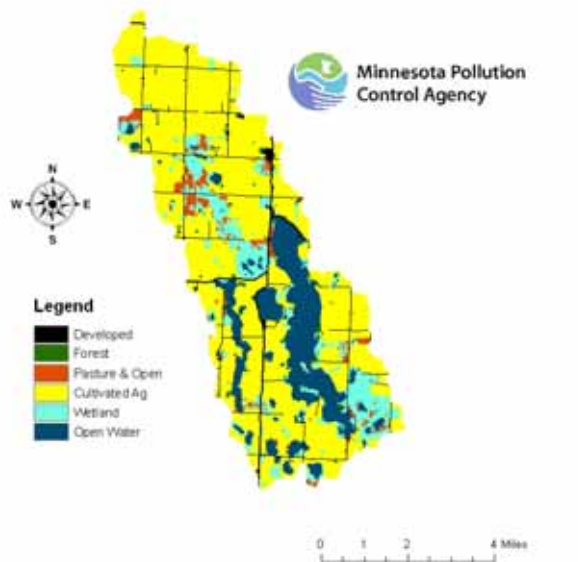 Minnesota Pollution
Control Agency
N
W E
S
Legend
Developed
Forest
Pasture & Open
Cultivated Ag
Wetland
Open Water
0 1 2 4 Miles